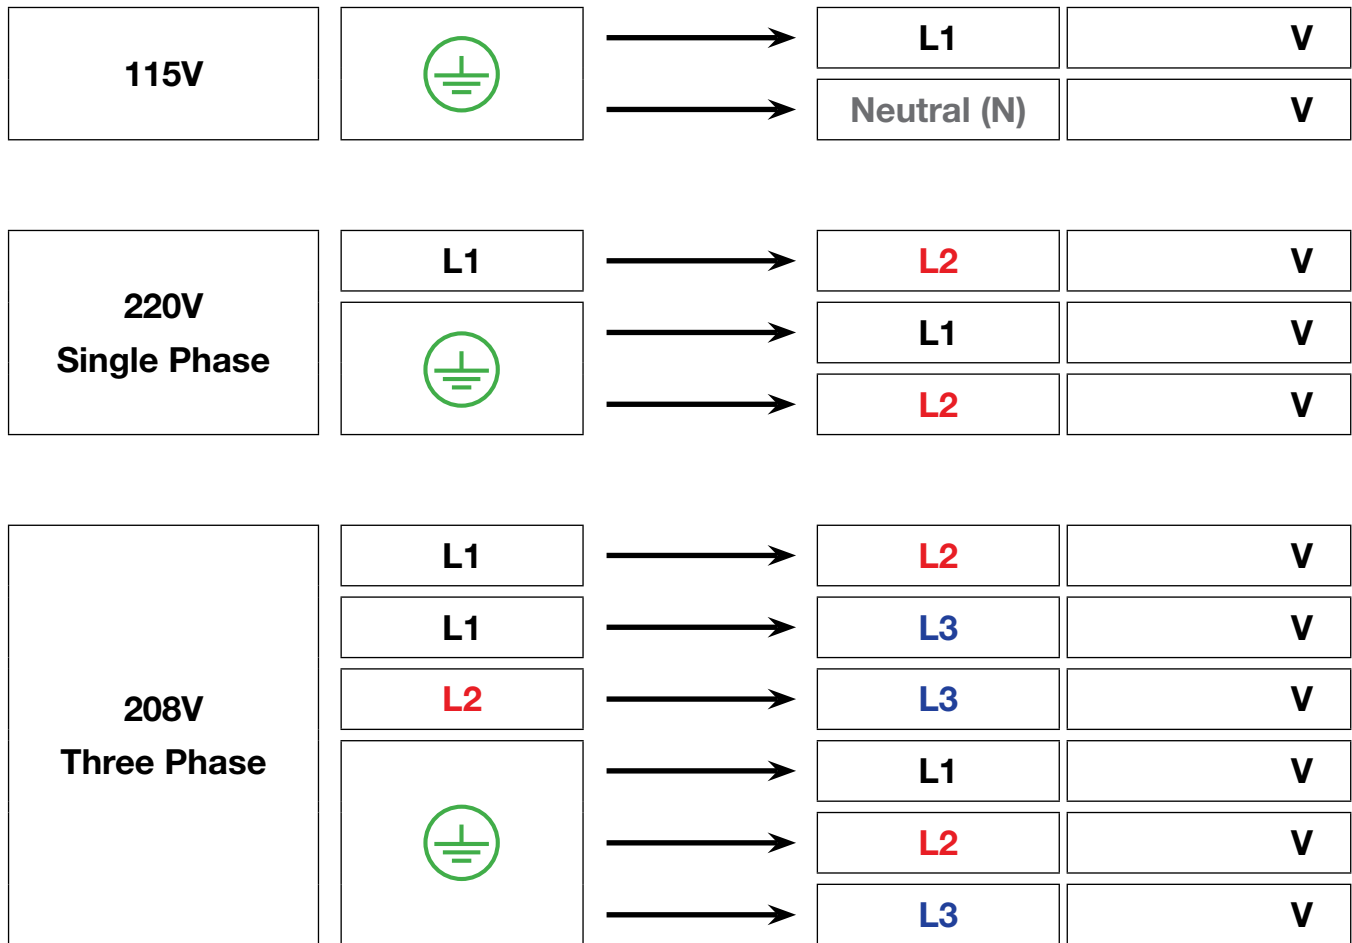 115V
L1 V
Neutral (N) V
220V
Single Phase
L1 L2 V
L1 V
L2 V
208V
Three Phase
L1 L2 V
L1 L3 V
L2 L3 V
L1 V
L2 V
L3 V